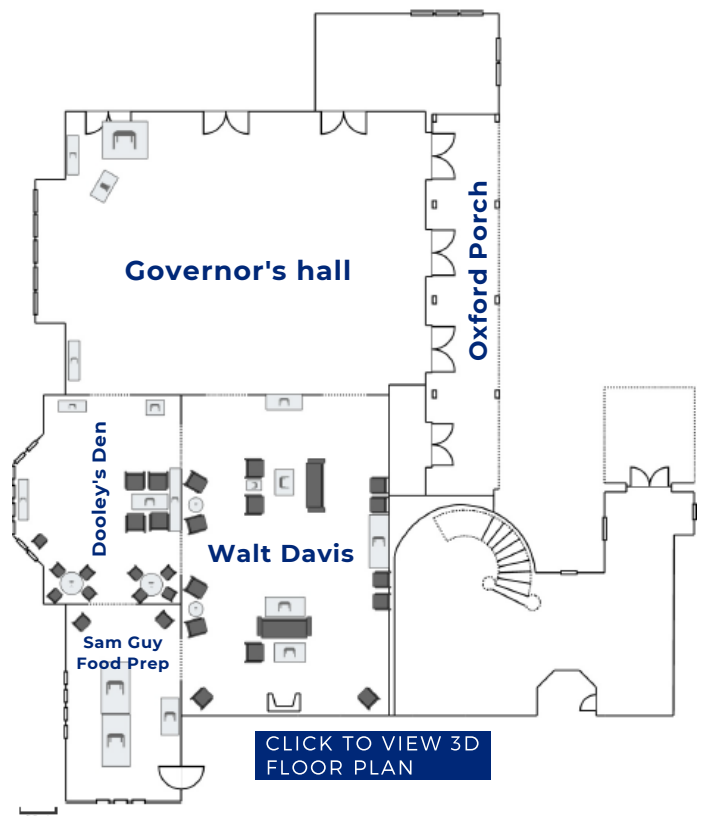 Governor's hall
Oxford Porch
Dooley's Den
Walt Davis
Sam Guy
Food Prep
CLICK TO VIEW 3D
FLOOR PLAN